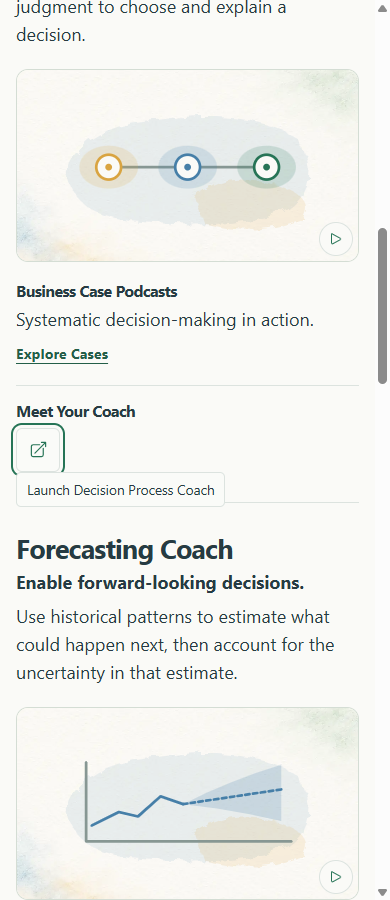 judgment to choose and explain a
decision.
Business Case Podcasts
Systematic decision-making in action.
Explore Cases
Meet Your Coach
Launch Decision Process Coach
Forecasting Coach
Enable forward-looking decisions.
Use historical patterns to estimate what
could happen next, then account for the
uncertainty in that estimate.